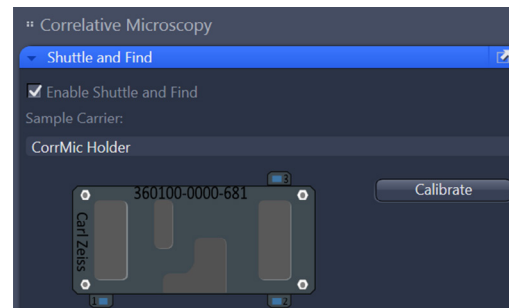 Correlative Microscopy
Shuttle and Find
Enable Shuttle and Find
Sample Carrier:
CorrMic Holder
3
360100-0000-681
Calibrate
Carl Zeiss
1
2